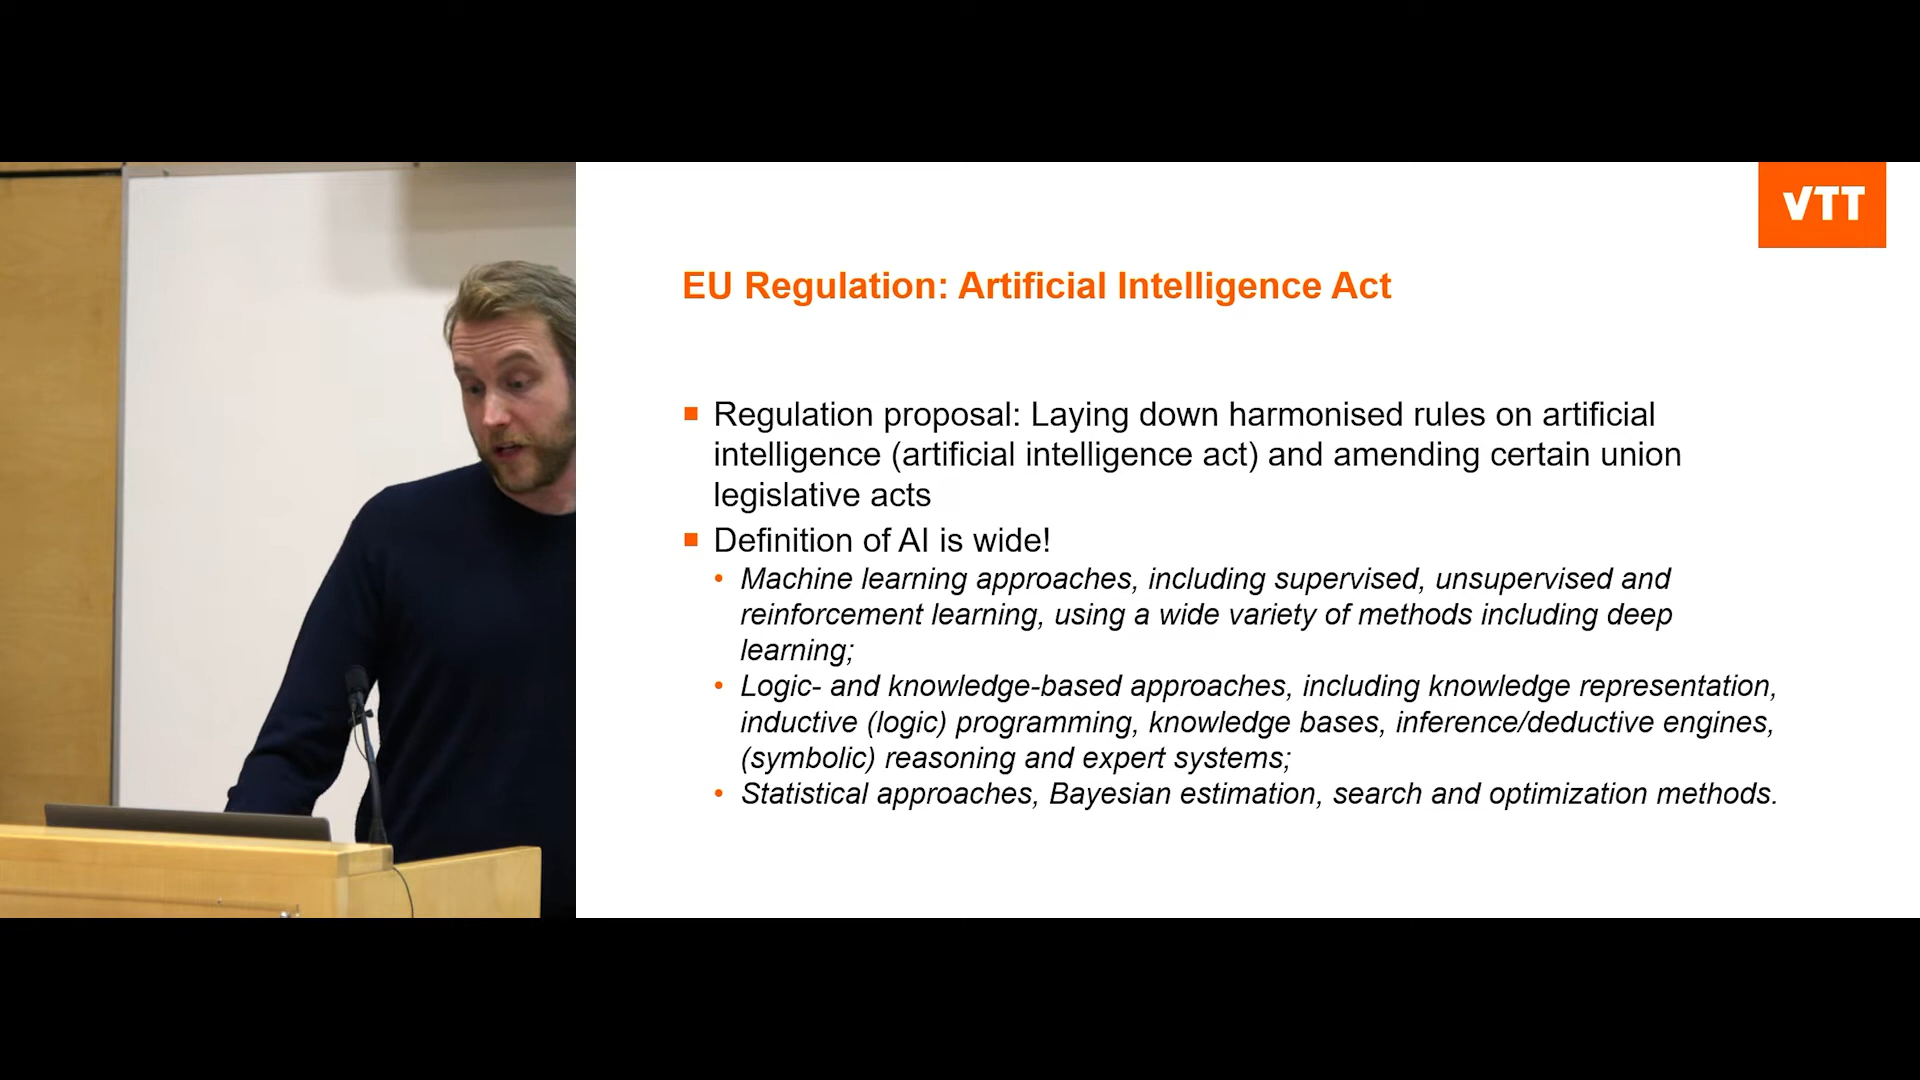 VTT
EU Regulation: Artificial Intelligence Act
Regulation proposal: Laying down harmonised rules on artificial
intelligence (artificial intelligence act) and amending certain union
legislative acts
Definition of AI is wide!
Machine learning approaches, including supervised, unsupervised and
reinforcement learning, using a wide variety of methods including deep
learning;
Logic- and knowledge-based approaches, including knowledge representation,
inductive (logic) programming, knowledge bases, inference/deductive engines,
(symbolic) reasoning and expert systems;
Statistical approaches, Bayesian estimation, search and optimization methods.